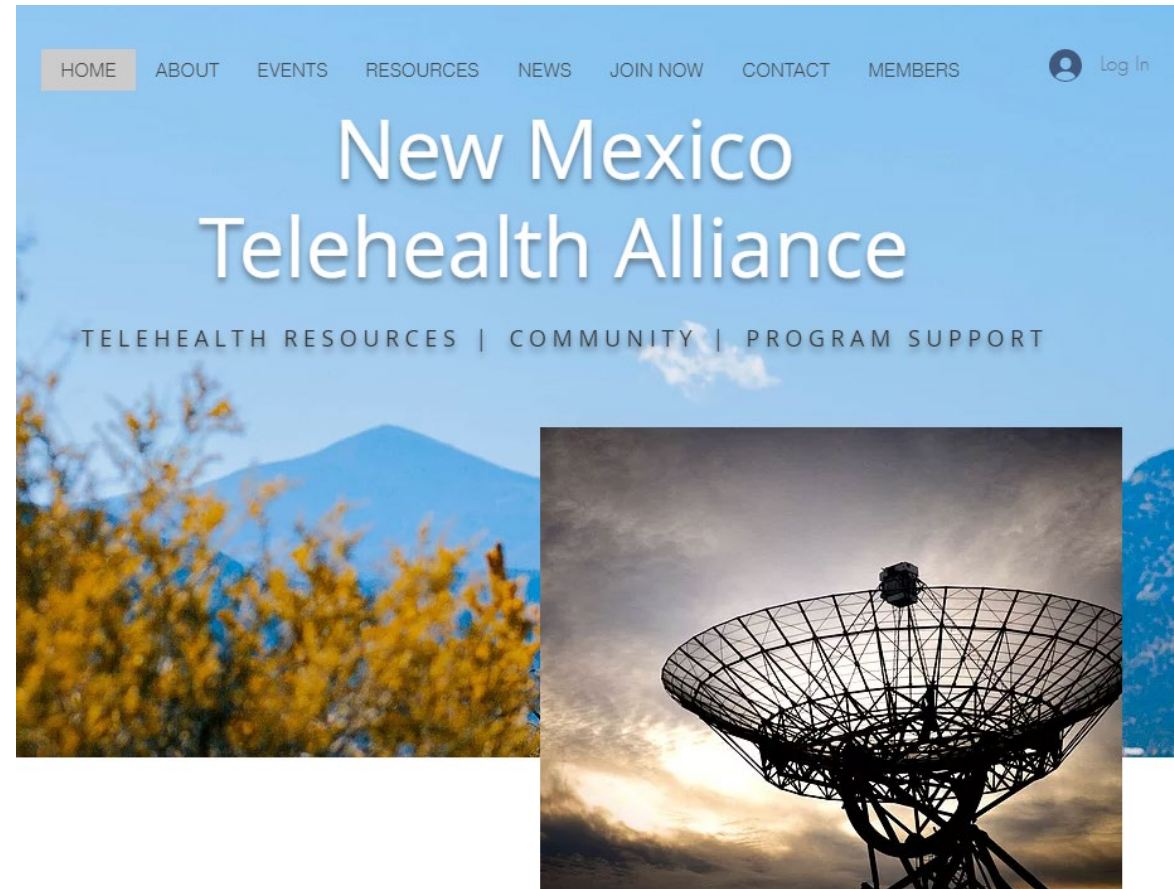 HOME ABOUT EVENTS RESOURCES NEWS JOIN NOW CONTACT MEMBERS Log In
New Mexico
Telehealth Alliance
TELEHEALTH RESOURCES | COMMUNITY | PROGRAM SUPPORT